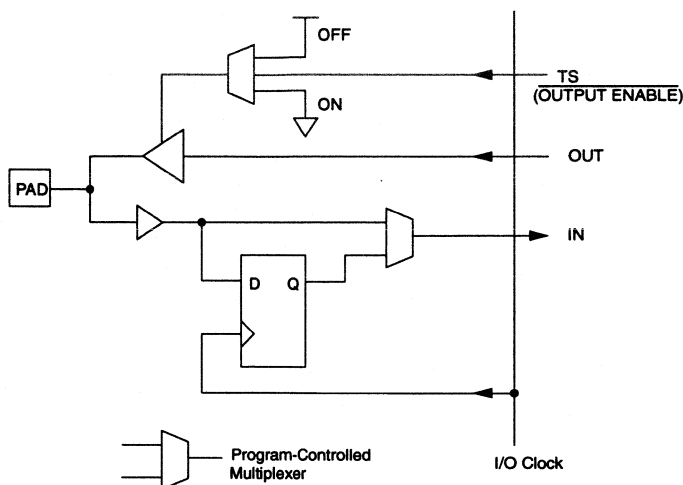 OFF
TS
(OUTPUT ENABLE)
ON
OUT
PAD
IN
D Q
Program-Controlled
Multiplexer
I/O Clock